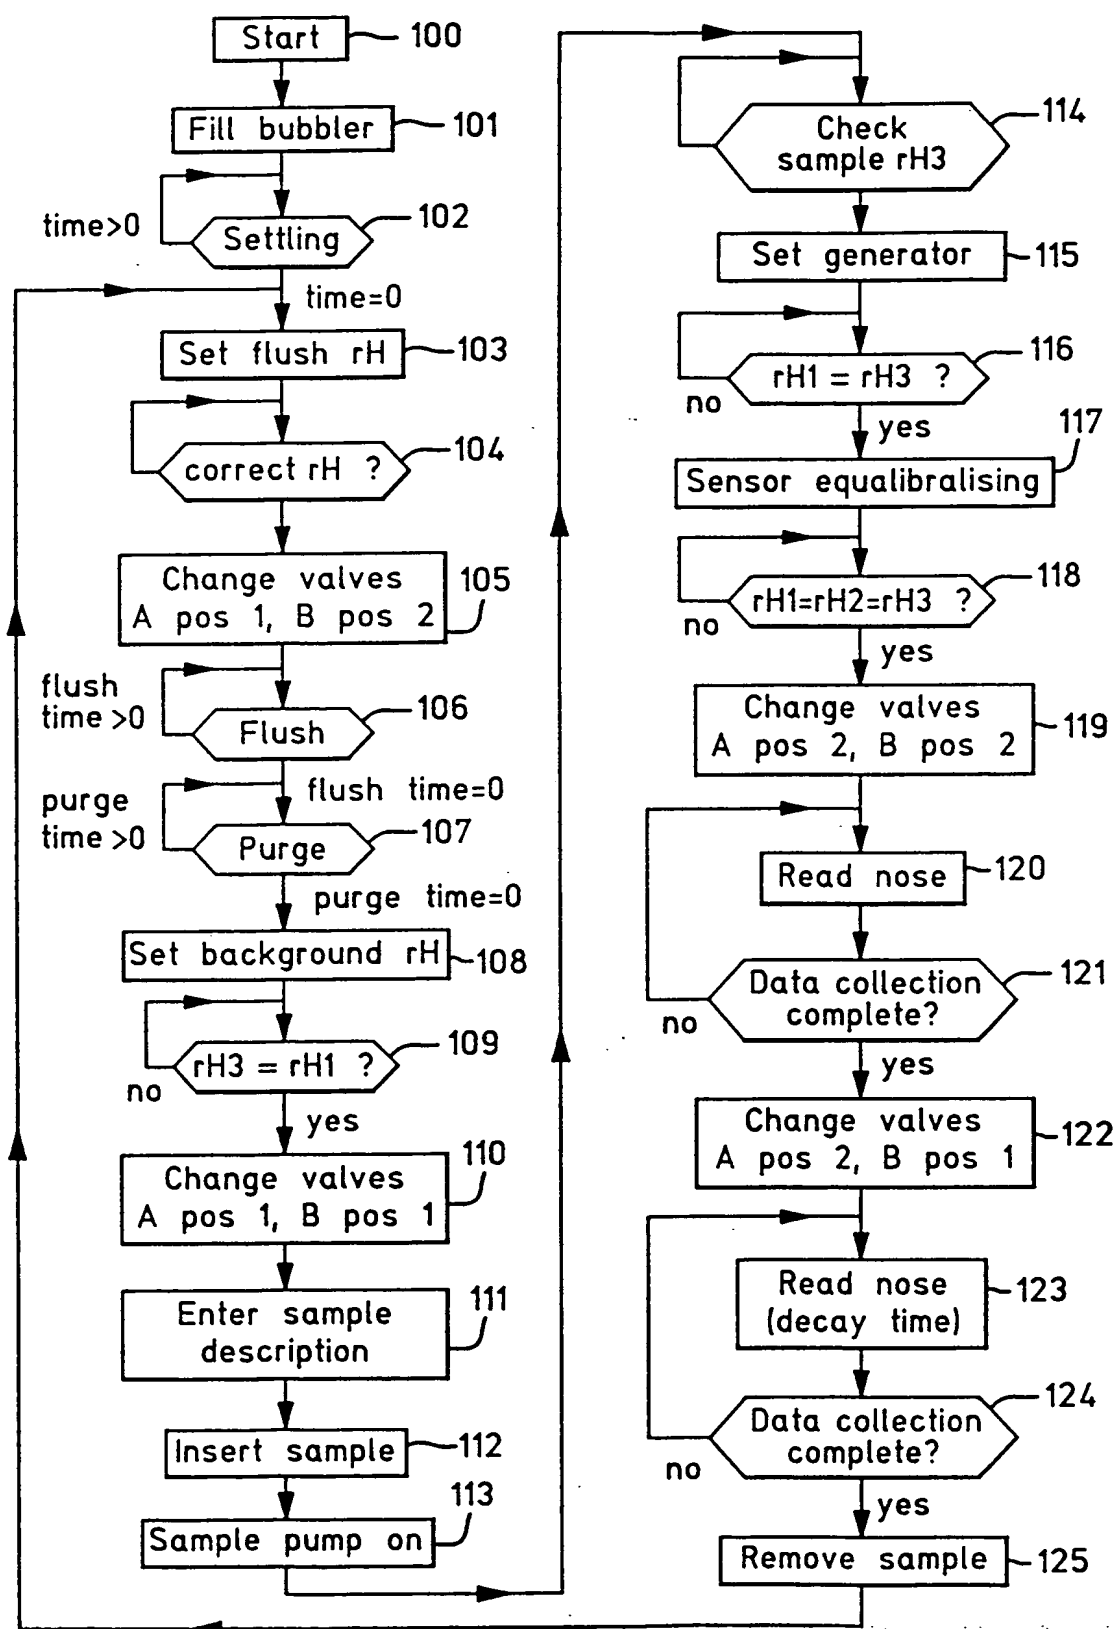 Start
100
Fill bubbler
101
time>0
Settling
102
time=0
Set flush rH
103
correct rH ?
104
Change valves
A pos 1, B pos 2
105
flush
time >0
Flush
106
flush time=0
purge
time >0
Purge
107
purge time=0
Set background rH
108
rH3 = rH1 ?
109
no
yes
Change valves
A pos 1, B pos 1
110
Enter sample
description
111
Insert sample
112
Sample pump on
113
Check
sample rH3
114
Set generator
115
rH1 = rH3 ?
116
no
yes
Sensor equalibralising
117
rH1=rH2=rH3 ?
118
no
yes
Change valves
A pos 2, B pos 2
119
Read nose
120
Data collection
complete?
121
no
yes
Change valves
A pos 2, B pos 1
122
Read nose
(decay time)
123
Data collection
complete?
124
no
yes
Remove sample
125